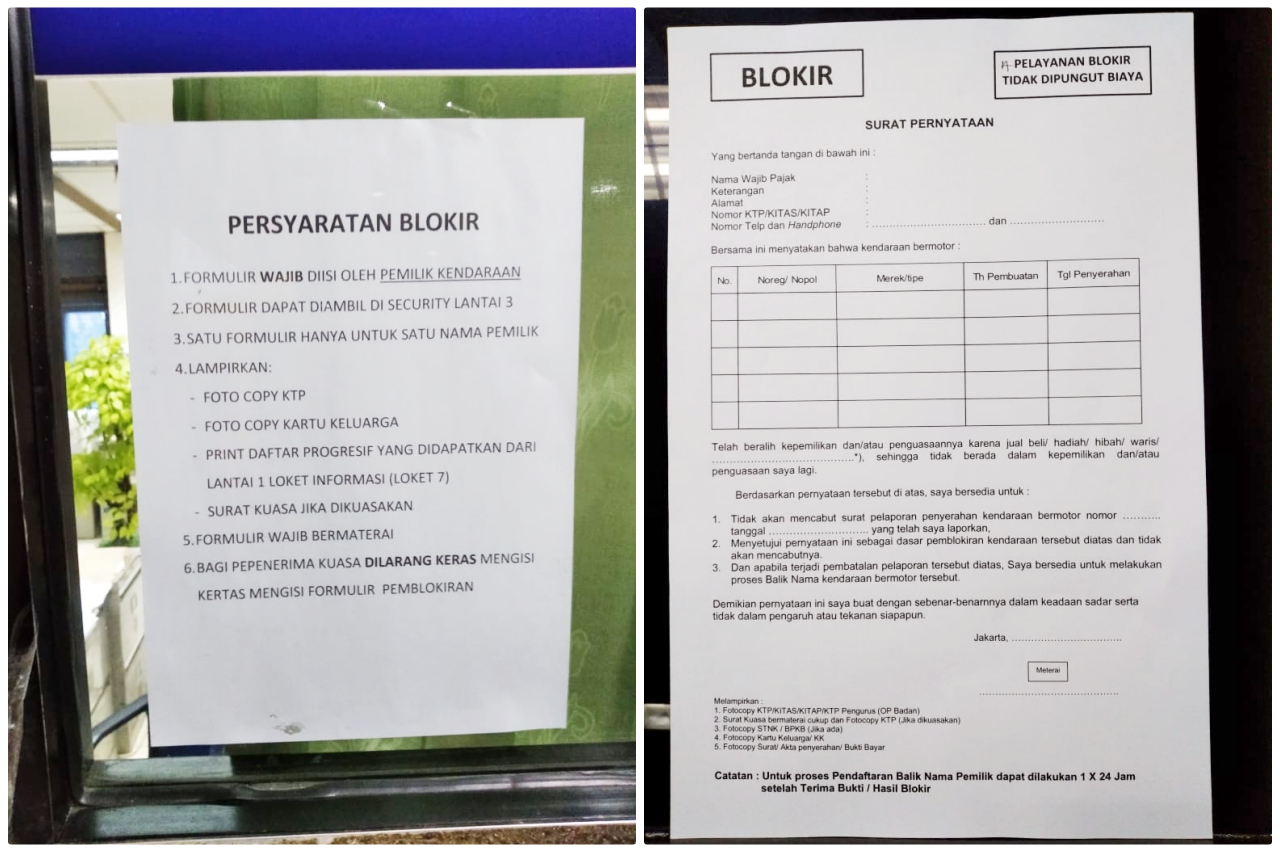 PERSYARATAN BLOKIR
1.FORMULIR WAJIB DIISI OLEH PEMILIK KENDARAAN
2.FORMULIR DAPAT DIAMBIL DI SECURITY LANTAI 3
3.SATU FORMULIR HANYA UNTUK SATU NAMA PEMILIK
4.LAMPIRKAN:
- FOTO COPY KTP
- FOTO COPY KARTU KELUARGA
- PRINT DAFTAR PROGRESIF YANG DIDAPATKAN DARI
LANTAI 1 LOKET INFORMASI (LOKET 7)
- SURAT KUASA JIKA DIKUASAKAN
5.FORMULIR WAJIB BERMATERAI
6.BAGI PEPENERIMA KUASA DILARANG KERAS MENGISI
KERTAS MENGISI FORMULIR PEMBLOKIRAN
BLOKIR
PELAYANAN BLOKIR
TIDAK DIPUNGUT BIAYA
SURAT PERNYATAAN
Yang bertanda tangan di bawah ini :
Nama Wajib Pajak :
Keterangan :
Alamat :
Nomor KTP/KITAS/KITAP :
Nomor Telp dan Handphone : ................................ dan ...........................
Bersama ini menyatakan bahwa kendaraan bermotor :
No. Noreg/ Nopol Merek/tipe Th Pembuatan Tgl Penyerahan
Telah beralih kepemilikan dan/atau penguasaannya karena jual beli/ hadiah/ hibah/ waris/
........................................*), sehingga tidak berada dalam kepemilikan dan/atau
penguasaan saya lagi.
Berdasarkan pernyataan tersebut di atas, saya bersedia untuk :
1. Tidak akan mencabut surat pelaporan penyerahan kendaraan bermotor nomor ...........
tanggal ............................ yang telah saya laporkan,
2. Menyetujui pernyataan ini sebagai dasar pemblokiran kendaraan tersebut diatas dan tidak
akan mencabutnya.
3. Dan apabila terjadi pembatalan pelaporan tersebut diatas, Saya bersedia untuk melakukan
proses Balik Nama kendaraan bermotor tersebut.
Demikian pernyataan ini saya buat dengan sebenar-benarnnya dalam keadaan sadar serta
tidak dalam pengaruh atau tekanan siapapun.
Jakarta, ................................
Meterai
........................................
Melampirkan :
1. Fotocopy KTP/KITAS/KITAP/KTP Pengurus (OP Badan)
2. Surat Kuasa bermaterai cukup dan Fotocopy KTP (Jika dikuasakan)
3. Fotocopy STNK / BPKB (Jika ada)
4. Fotocopy Kartu Keluarga/ KK
5. Fotocopy Surat/ Akta penyerahan/ Bukti Bayar
Catatan : Untuk proses Pendaftaran Balik Nama Pemilik dapat dilakukan 1 X 24 Jam
setelah Terima Bukti / Hasil Blokir